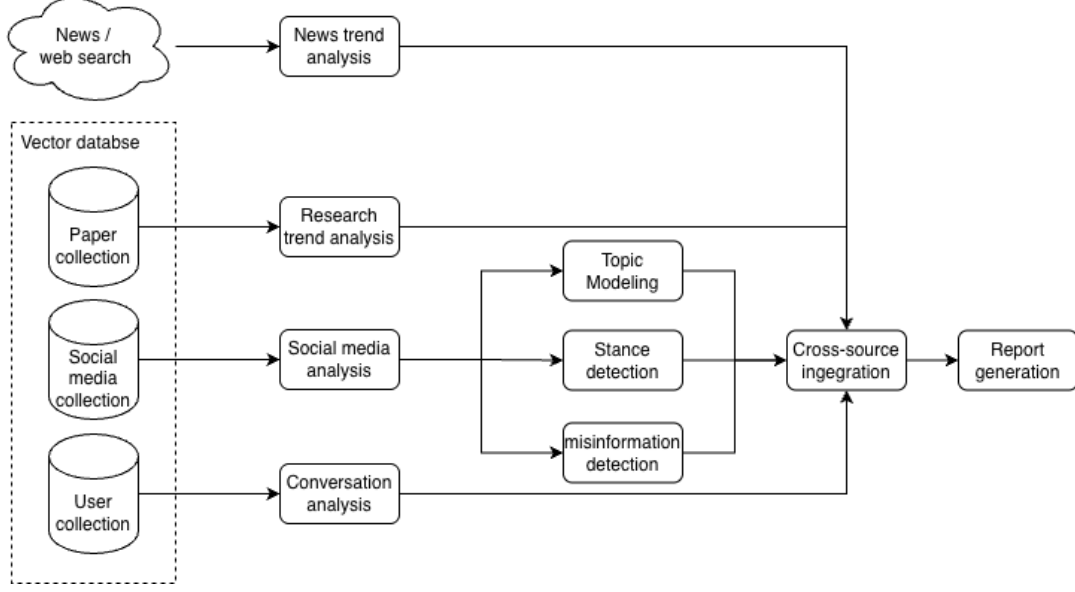 News /
web search
News trend
analysis
Vector databse
Paper
collection
Research
trend analysis
Topic
Modeling
Social
media
collection
Social media
analysis
Stance
detection
Cross-source
ingegration
Report
generation
misinformation
detection
User
collection
Conversation
analysis